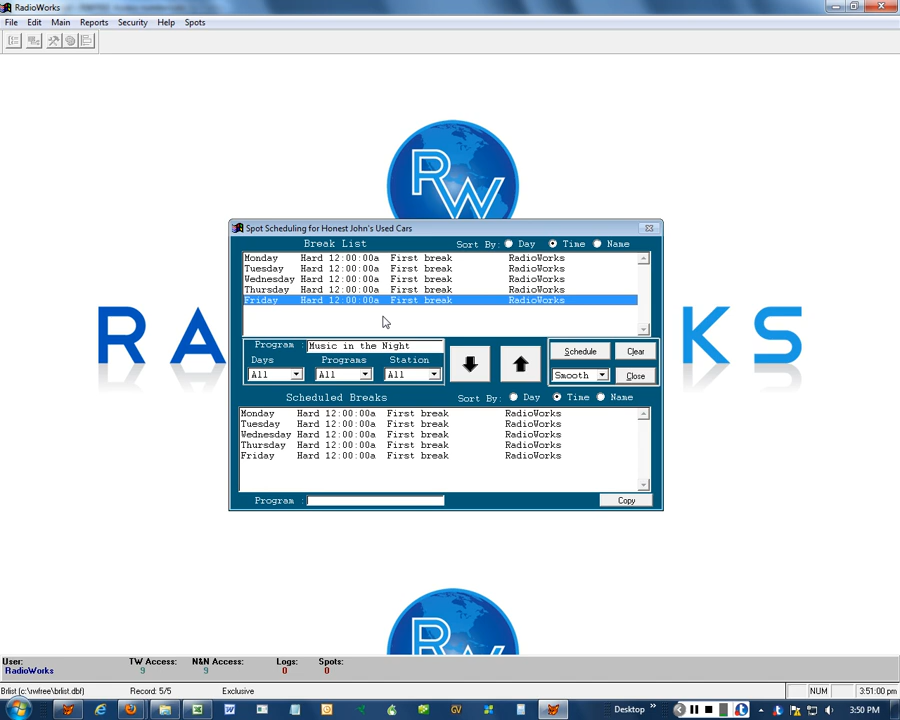 RadioWorks
File Edit Main Reports Security Help Spots
RW
RA KS
Spot Scheduling for Honest John's Used Cars
Break List Sort By: Day Time Name
Monday Hard 12:00:00a First break RadioWorks
Tuesday Hard 12:00:00a First break RadioWorks
Wednesday Hard 12:00:00a First break RadioWorks
Thursday Hard 12:00:00a First break RadioWorks
Friday Hard 12:00:00a First break RadioWorks
Program : Music in the Night
Schedule Clear
Days Programs Station
All All All
Smooth Close
Scheduled Breaks Sort By: Day Time Name
Monday Hard 12:00:00a First break RadioWorks
Tuesday Hard 12:00:00a First break RadioWorks
Wednesday Hard 12:00:00a First break RadioWorks
Thursday Hard 12:00:00a First break RadioWorks
Friday Hard 12:00:00a First break RadioWorks
Program : Copy
RW
User: TW Access: N&N Access: Logs: Spots:
RadioWorks 9 9 0 0
Brlist (c:\rwfree\brlist.dbf) Record: 5/5 Exclusive NUM 3:51:00 pm
Desktop » 3:50 PM